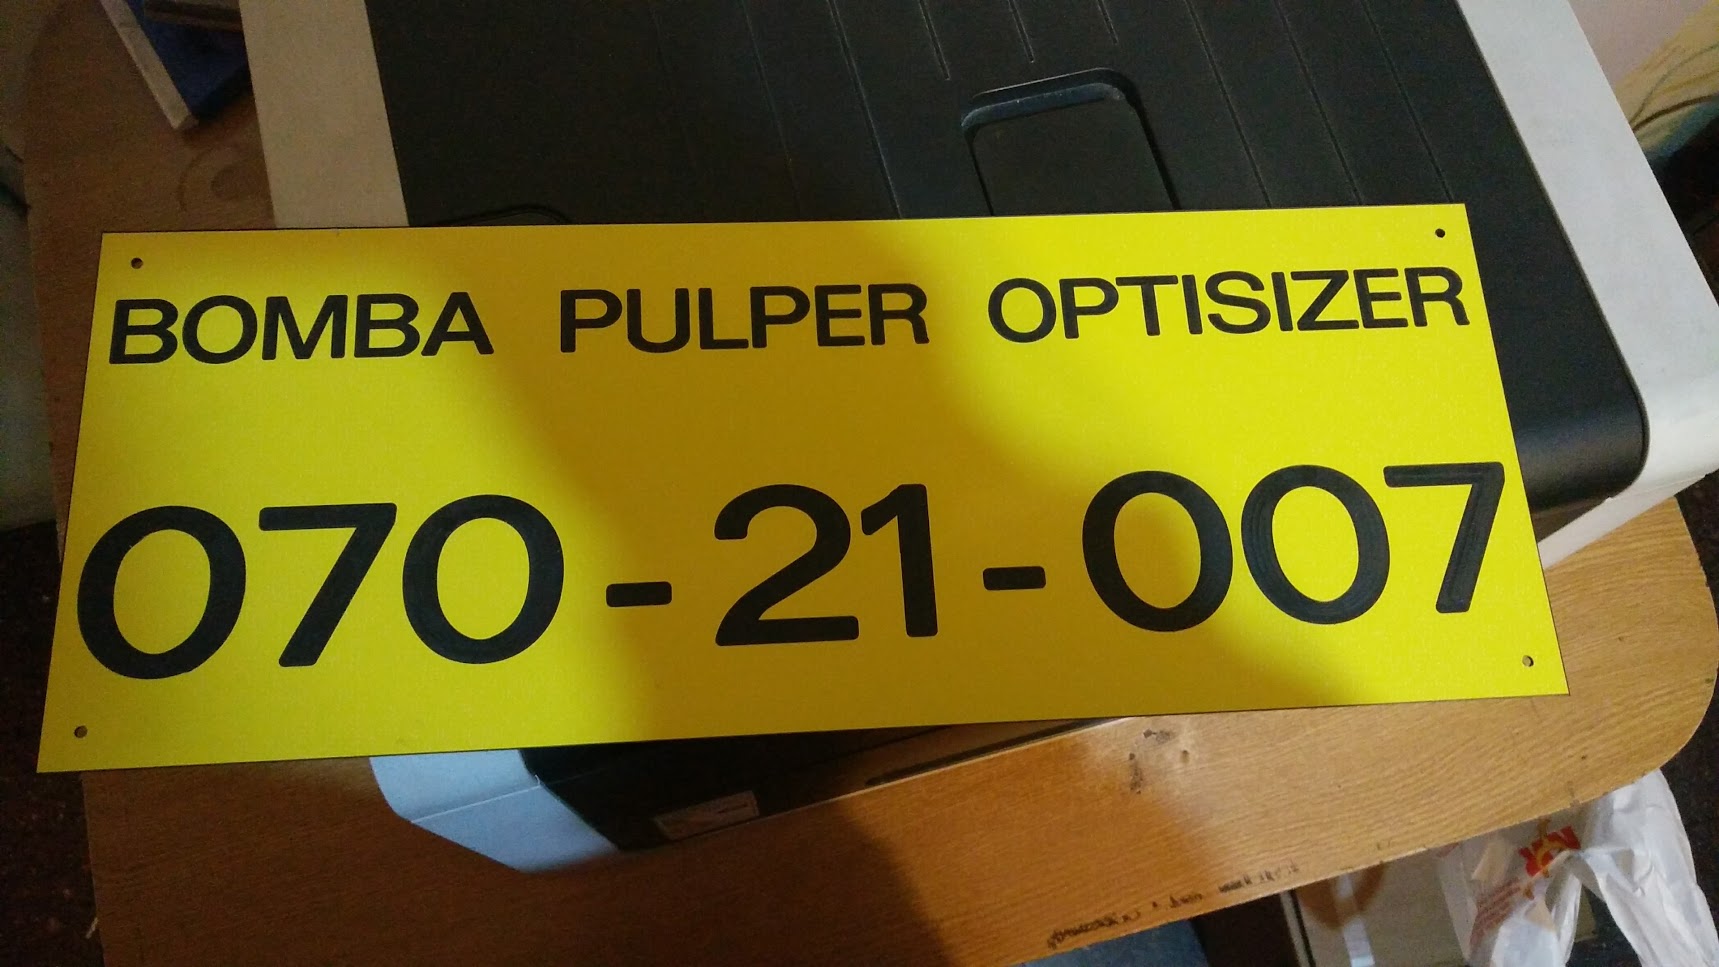 BOMBA PULPER OPTISIZER
070-21-007